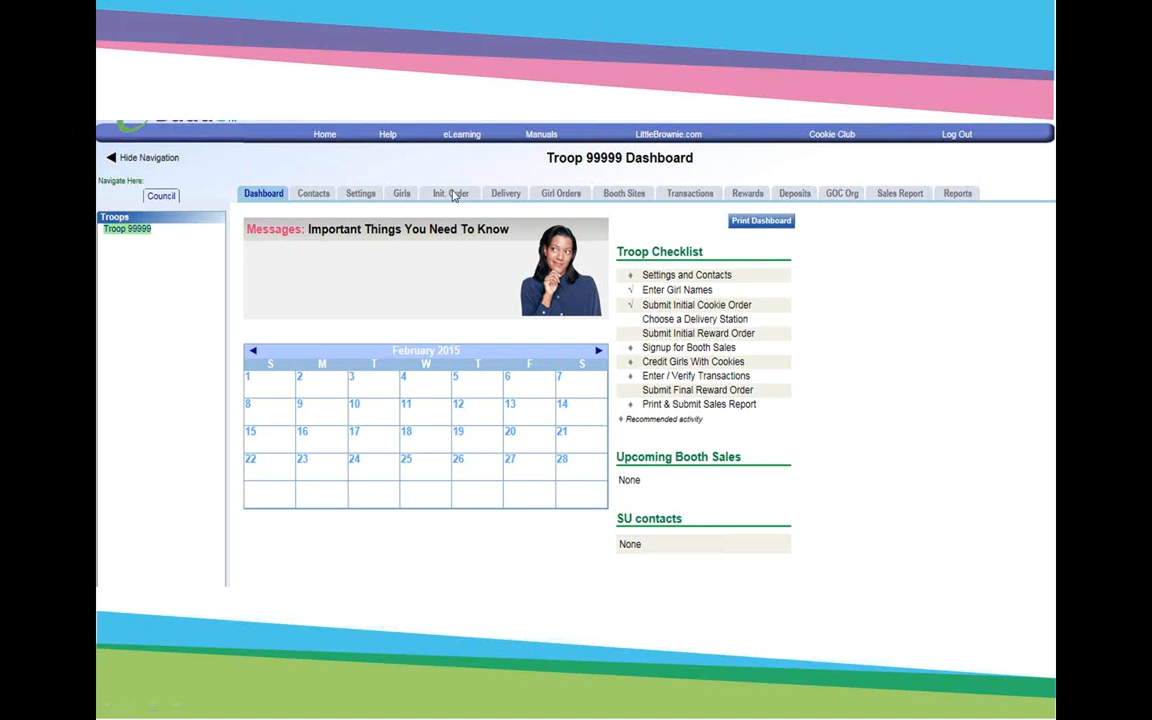 Home Help eLearning Manuals LittleBrownie.com Cookie Club Log Out
Hide Navigation
Troop 99999 Dashboard
Navigate Here:
Council
Dashboard Contacts Settings Girls Init. Order Delivery Girl Orders Booth Sites Transactions Rewards Deposits GOC Org Sales Report Reports
Troops
Troop 99999
Messages: Important Things You Need To Know
Print Dashboard
Troop Checklist
♦ Settings and Contacts
√ Enter Girl Names
√ Submit Initial Cookie Order
Choose a Delivery Station
Submit Initial Reward Order
♦ Signup for Booth Sales
♦ Credit Girls With Cookies
♦ Enter / Verify Transactions
Submit Final Reward Order
♦ Print & Submit Sales Report
♦ Recommended activity
February 2015
S M T W T F S
1 2 3 4 5 6 7
8 9 10 11 12 13 14
15 16 17 18 19 20 21
22 23 24 25 26 27 28
Upcoming Booth Sales
None
SU contacts
None